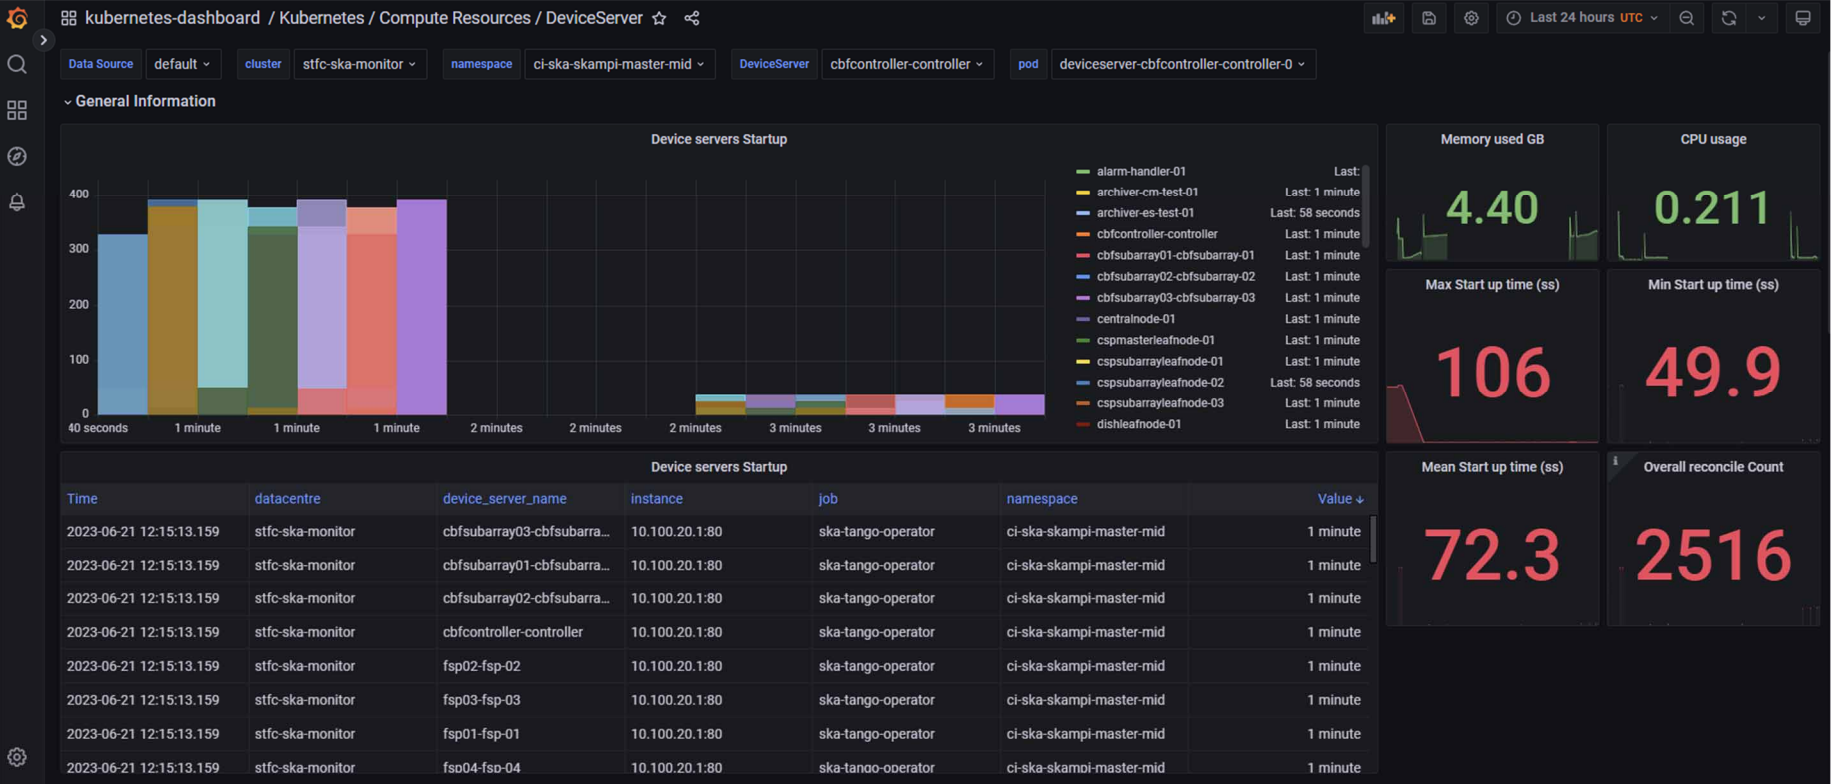 kubernetes-dashboard / Kubernetes / Compute Resources / DeviceServer
Last 24 hours UTC
Data Source default cluster stfc-ska-monitor namespace ci-ska-skampi-master-mid DeviceServer cbfcontroller-controller pod deviceserver-cbfcontroller-controller-0
General Information
Device servers Startup
400
300
200
100
0
40 seconds 1 minute 1 minute 1 minute 2 minutes 2 minutes 2 minutes 3 minutes 3 minutes 3 minutes
alarm-handler-01 Last:
archiver-cm-test-01 Last: 1 minute
archiver-es-test-01 Last: 58 seconds
cbfcontroller-controller Last: 1 minute
cbfsubarray01-cbfsubarray-01 Last: 1 minute
cbfsubarray02-cbfsubarray-02 Last: 1 minute
cbfsubarray03-cbfsubarray-03 Last: 1 minute
centralnode-01 Last: 1 minute
cspmasterleafnode-01 Last: 1 minute
cspsubarrayleafnode-01 Last: 1 minute
cspsubarrayleafnode-02 Last: 58 seconds
cspsubarrayleafnode-03 Last: 1 minute
dishleafnode-01 Last: 1 minute
Memory used GB
4.40
CPU usage
0.211
Max Start up time (ss)
106
Min Start up time (ss)
49.9
Mean Start up time (ss)
72.3
Overall reconcile Count
2516
Device servers Startup
Time datacentre device_server_name instance job namespace Value
2023-06-21 12:15:13.159 stfc-ska-monitor cbfsubarray03-cbfsubarra... 10.100.20.1:80 ska-tango-operator ci-ska-skampi-master-mid 1 minute
2023-06-21 12:15:13.159 stfc-ska-monitor cbfsubarray01-cbfsubarra... 10.100.20.1:80 ska-tango-operator ci-ska-skampi-master-mid 1 minute
2023-06-21 12:15:13.159 stfc-ska-monitor cbfsubarray02-cbfsubarra... 10.100.20.1:80 ska-tango-operator ci-ska-skampi-master-mid 1 minute
2023-06-21 12:15:13.159 stfc-ska-monitor cbfcontroller-controller 10.100.20.1:80 ska-tango-operator ci-ska-skampi-master-mid 1 minute
2023-06-21 12:15:13.159 stfc-ska-monitor fsp02-fsp-02 10.100.20.1:80 ska-tango-operator ci-ska-skampi-master-mid 1 minute
2023-06-21 12:15:13.159 stfc-ska-monitor fsp03-fsp-03 10.100.20.1:80 ska-tango-operator ci-ska-skampi-master-mid 1 minute
2023-06-21 12:15:13.159 stfc-ska-monitor fsp01-fsp-01 10.100.20.1:80 ska-tango-operator ci-ska-skampi-master-mid 1 minute
2023-06-21 12:15:13.159 stfc-ska-monitor fsp04-fsp-04 10.100.20.1:80 ska-tango-operator ci-ska-skampi-master-mid 1 minute